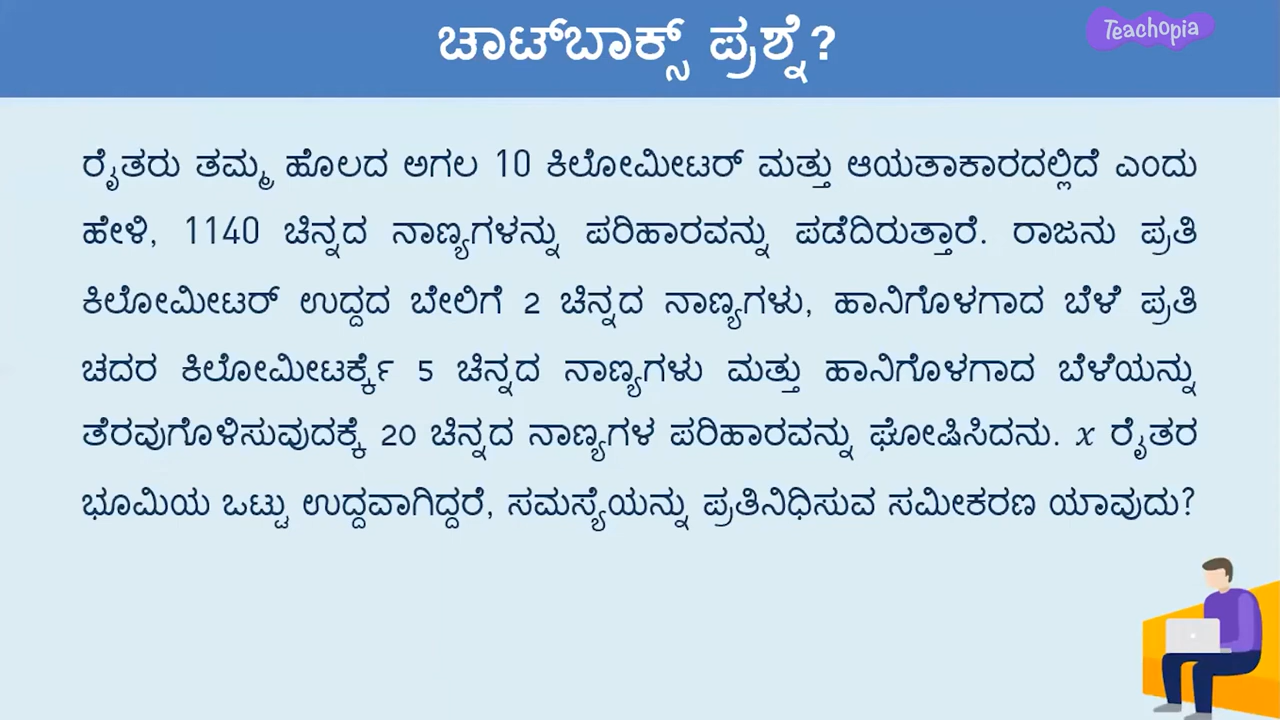 ಚಾಟ್‌ಬಾಕ್ಸ್ ಪ್ರಶ್ನೆ?
Teachopia
ರೈತರು ತಮ್ಮ ಹೊಲದ ಅಗಲ 10 ಕಿಲೋಮೀಟರ್ ಮತ್ತು ಆಯತಾಕಾರದಲ್ಲಿದೆ ಎಂದು
ಹೇಳಿ, 1140 ಚಿನ್ನದ ನಾಣ್ಯಗಳನ್ನು ಪರಿಹಾರವನ್ನು ಪಡೆದಿರುತ್ತಾರೆ. ರಾಜನು ಪ್ರತಿ
ಕಿಲೋಮೀಟರ್ ಉದ್ದದ ಬೇಲಿಗೆ 2 ಚಿನ್ನದ ನಾಣ್ಯಗಳು, ಹಾನಿಗೊಳಗಾದ ಬೆಳೆ ಪ್ರತಿ
ಚದರ ಕಿಲೋಮೀಟರ್ಕ್ಕೆ 5 ಚಿನ್ನದ ನಾಣ್ಯಗಳು ಮತ್ತು ಹಾನಿಗೊಳಗಾದ ಬೆಳೆಯನ್ನು
ತೆರವುಗೊಳಿಸುವುದಕ್ಕೆ 20 ಚಿನ್ನದ ನಾಣ್ಯಗಳ ಪರಿಹಾರವನ್ನು ಘೋಷಿಸಿದನು. x ರೈತರ
ಭೂಮಿಯ ಒಟ್ಟು ಉದ್ದವಾಗಿದ್ದರೆ, ಸಮಸ್ಯೆಯನ್ನು ಪ್ರತಿನಿಧಿಸುವ ಸಮೀಕರಣ ಯಾವುದು?